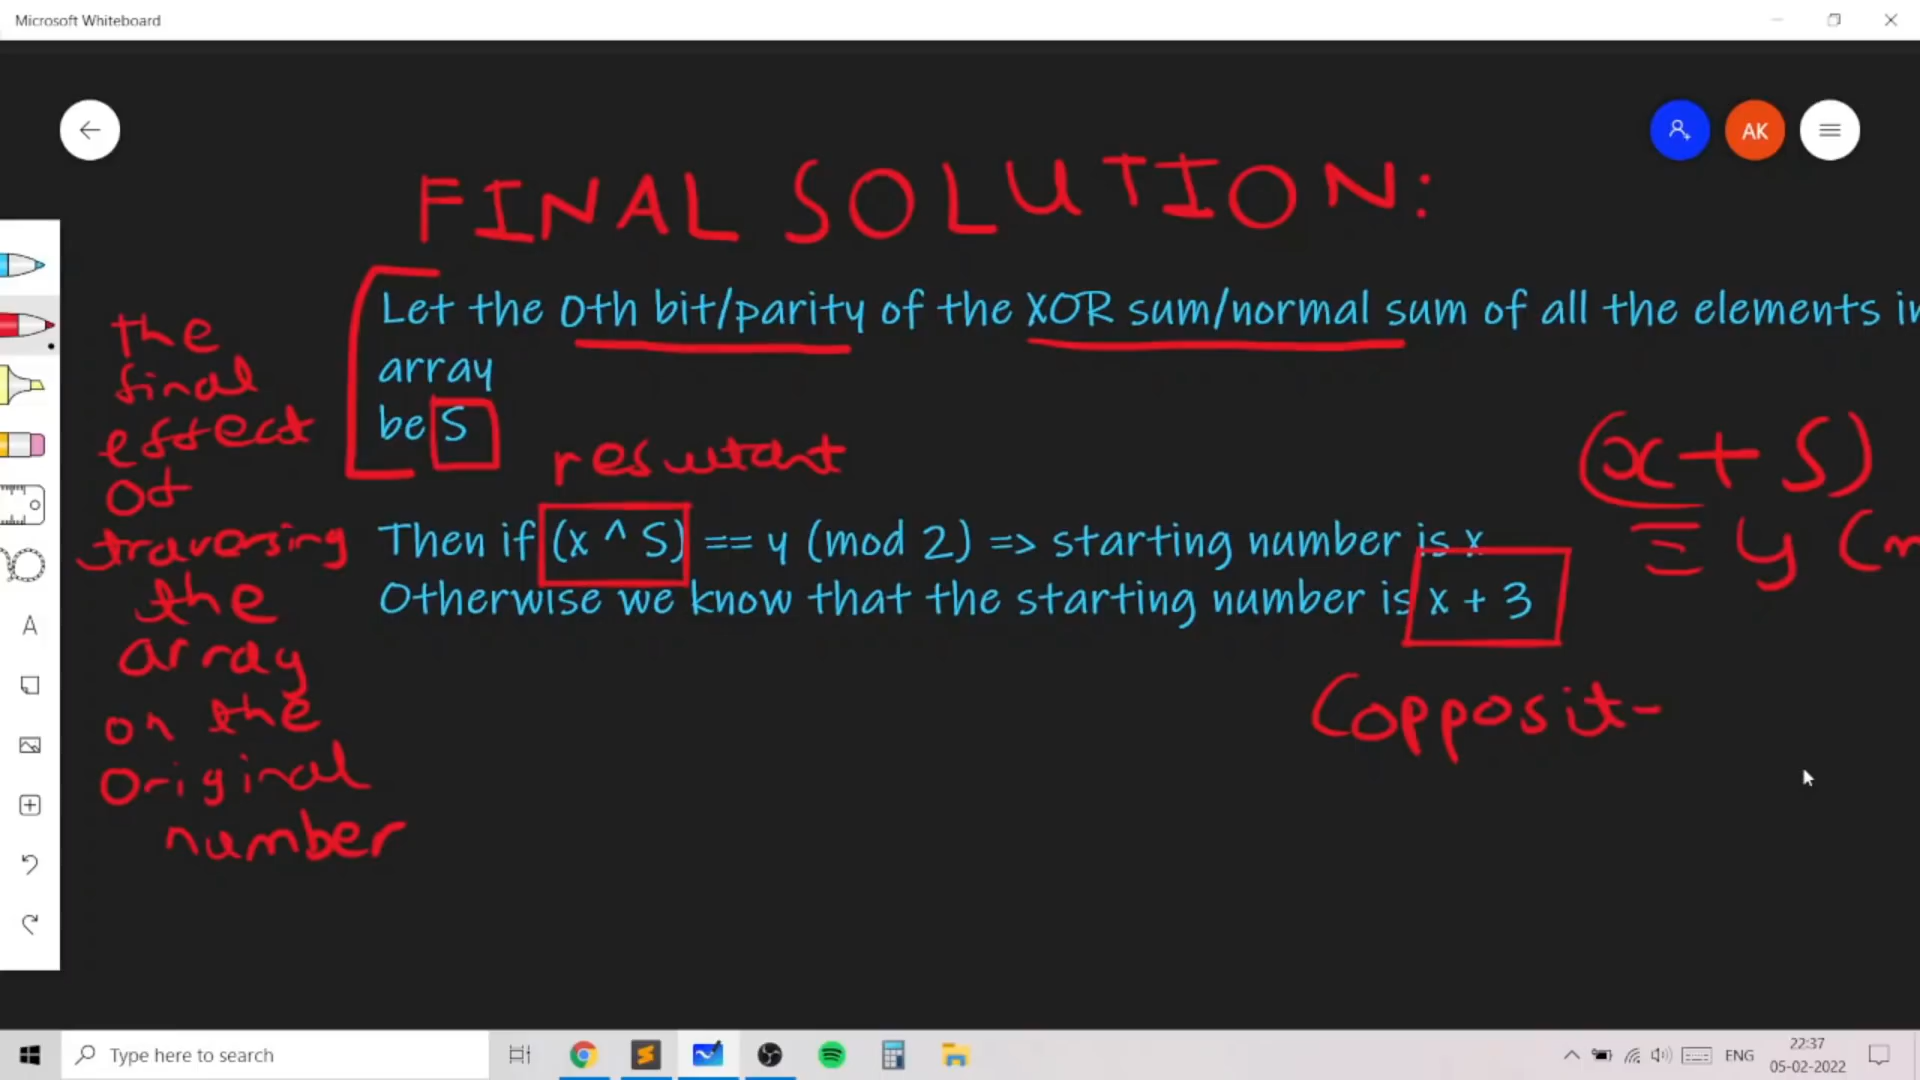 Microsoft Whiteboard
AK
FINAL SOLUTION:
Let the 0th bit/parity of the XOR sum/normal sum of all the elements in
array
be S
resultant
Then if (x ^ S) == y (mod 2) => starting number is x
Otherwise we know that the starting number is x + 3
(x + S)
≡ y (m
(opposit
the
final
effect
of
traversing
the
array
on the
original
number
Type here to search
ENG
22:37
05-02-2022